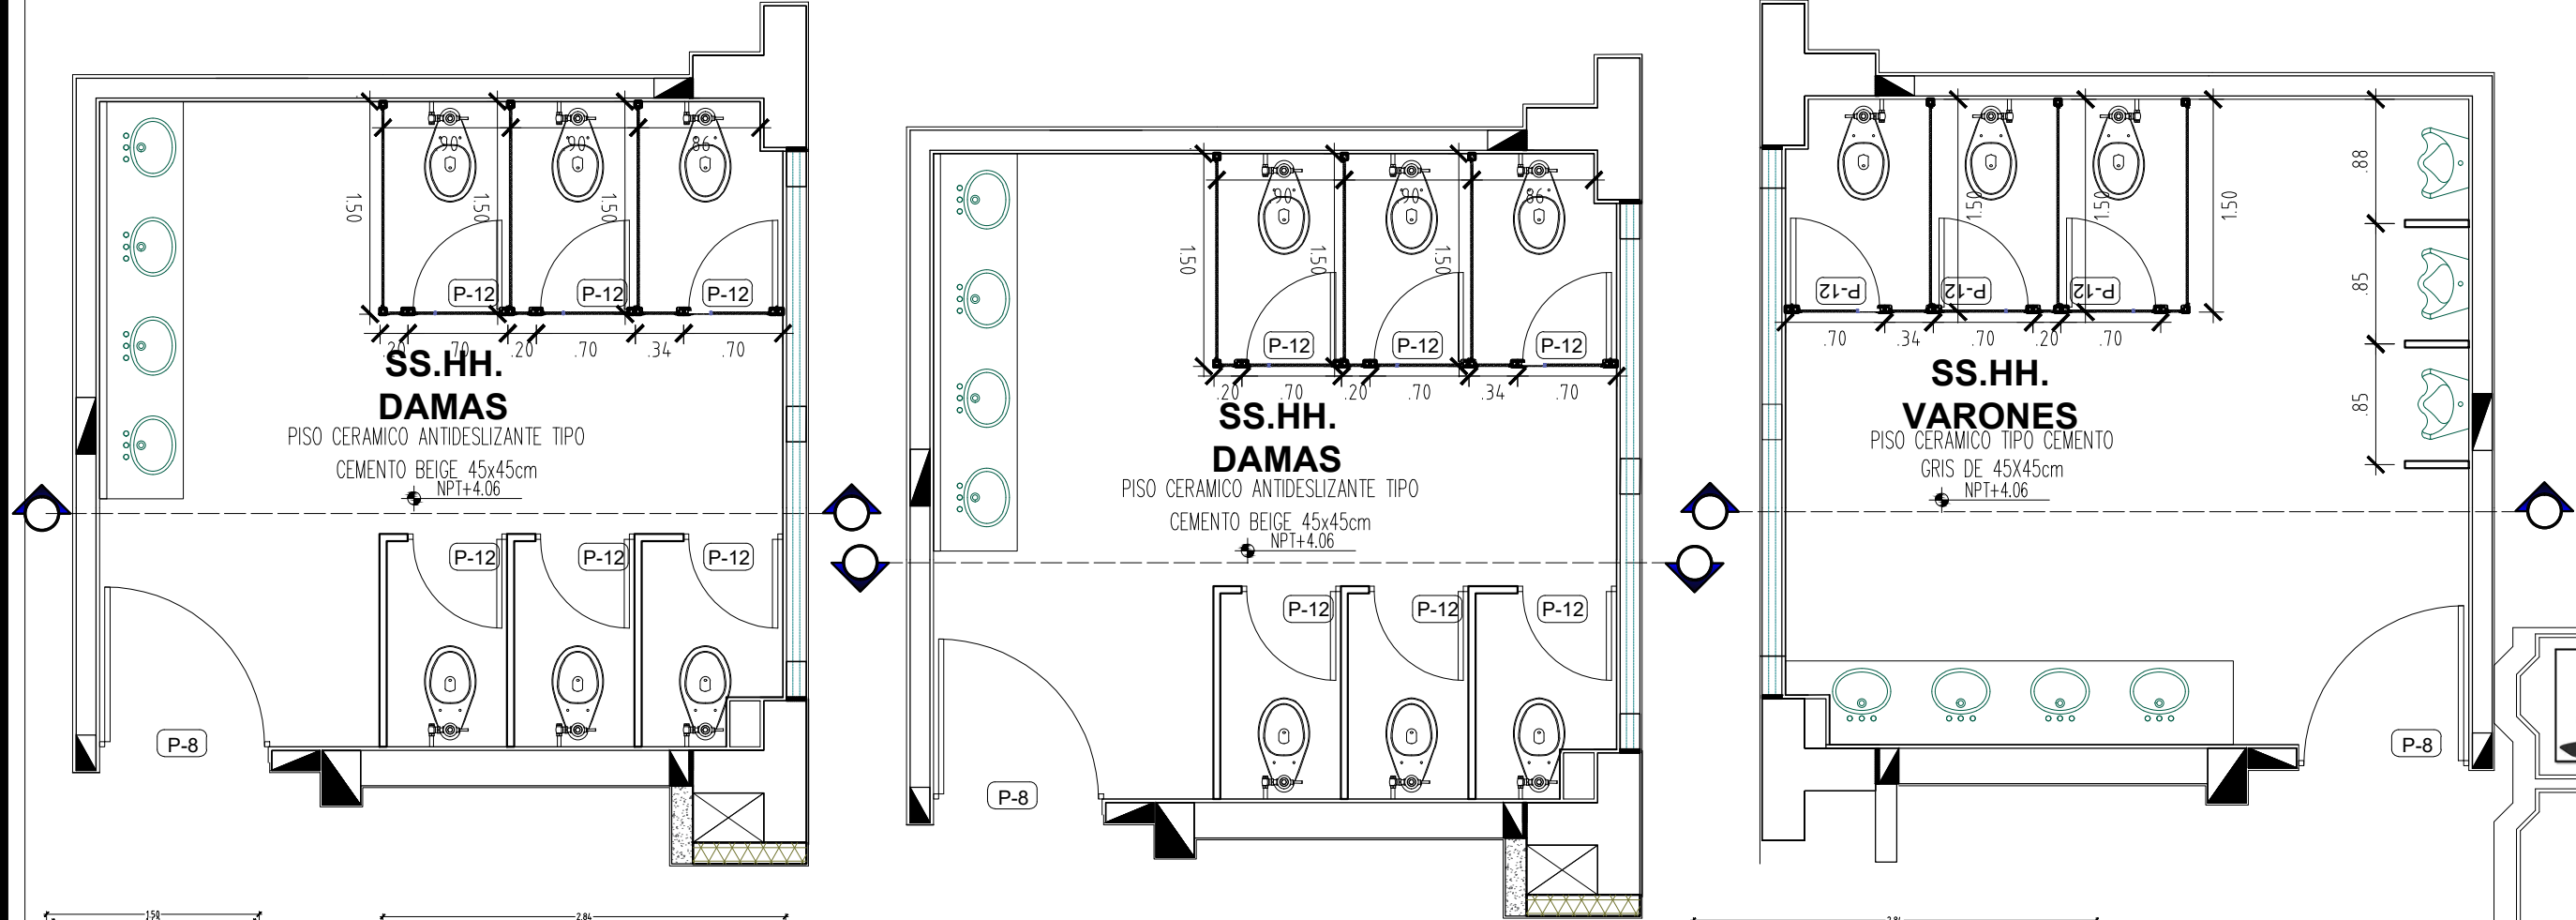 .90
.90
.86
1.50
1.50
1.50
P-12
P-12
P-12
.20
.70
.20
.70
.34
.70
SS.HH.
DAMAS
PISO CERAMICO ANTIDESLIZANTE TIPO
CEMENTO BEIGE 45x45cm
NPT+4.06
P-12
P-12
P-12
P-8
1.50
2.84
.90
.90
.86
1.50
1.50
1.50
P-12
P-12
P-12
.20
.70
.20
.70
.34
.70
SS.HH.
DAMAS
PISO CERAMICO ANTIDESLIZANTE TIPO
CEMENTO BEIGE 45x45cm
NPT+4.06
P-12
P-12
P-12
P-8
1.50
1.50
1.50
.88
.85
.85
P-12
P-12
P-12
.70
.34
.70
.20
.70
SS.HH.
VARONES
PISO CERAMICO TIPO CEMENTO
GRIS DE 45X45cm
NPT+4.06
P-8